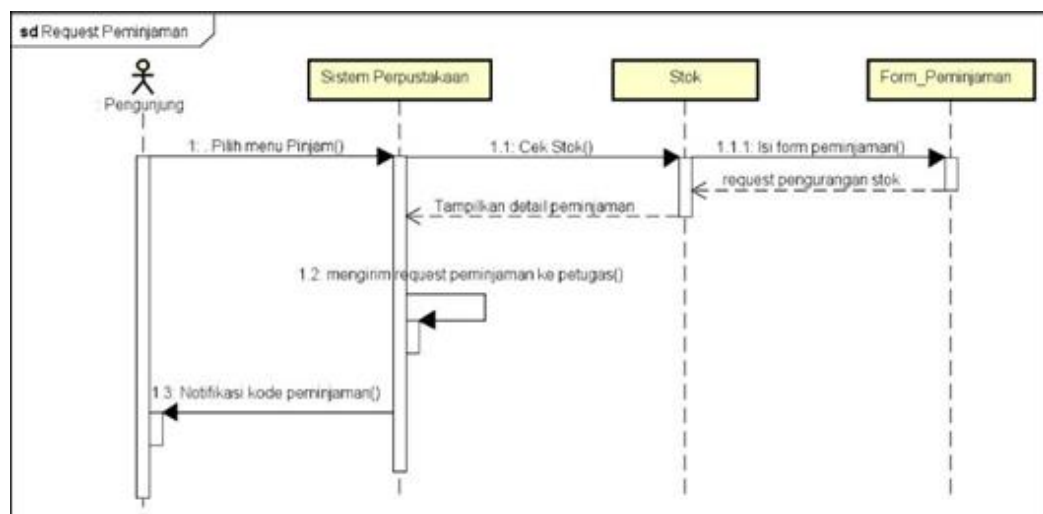 sd Request Peminjaman
: Pengunjung
Sistem Perpustakaan
Stok
Form_Peminjaman
1: . Pilih menu Pinjam()
1.1: Cek Stok()
1.1.1: Isi form peminjaman()
request pengurangan stok
Tampilkan detail peminjaman
1.2: mengirim request peminjaman ke petugas()
1.3: Notifikasi kode peminjaman()